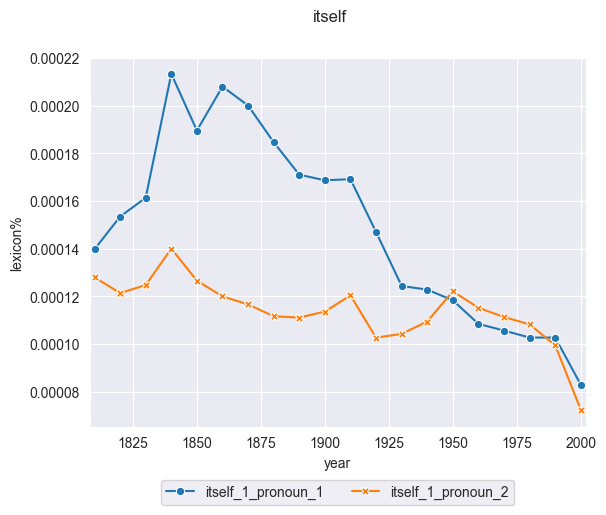 itself
0.00022
0.00020
0.00018
0.00016
0.00014
0.00012
0.00010
0.00008
lexicon%
1825 1850 1875 1900 1925 1950 1975 2000
year
itself_1_pronoun_1 itself_1_pronoun_2